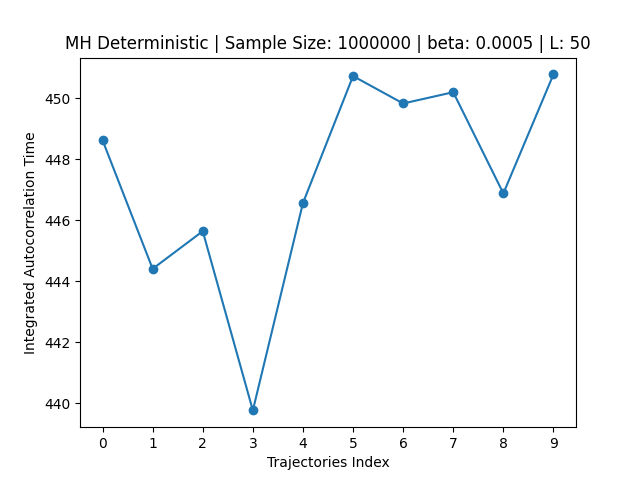 MH Deterministic | Sample Size: 1000000 | beta: 0.0005 | L: 50
Integrated Autocorrelation Time
450
448
446
444
442
440
0 1 2 3 4 5 6 7 8 9
Trajectories Index